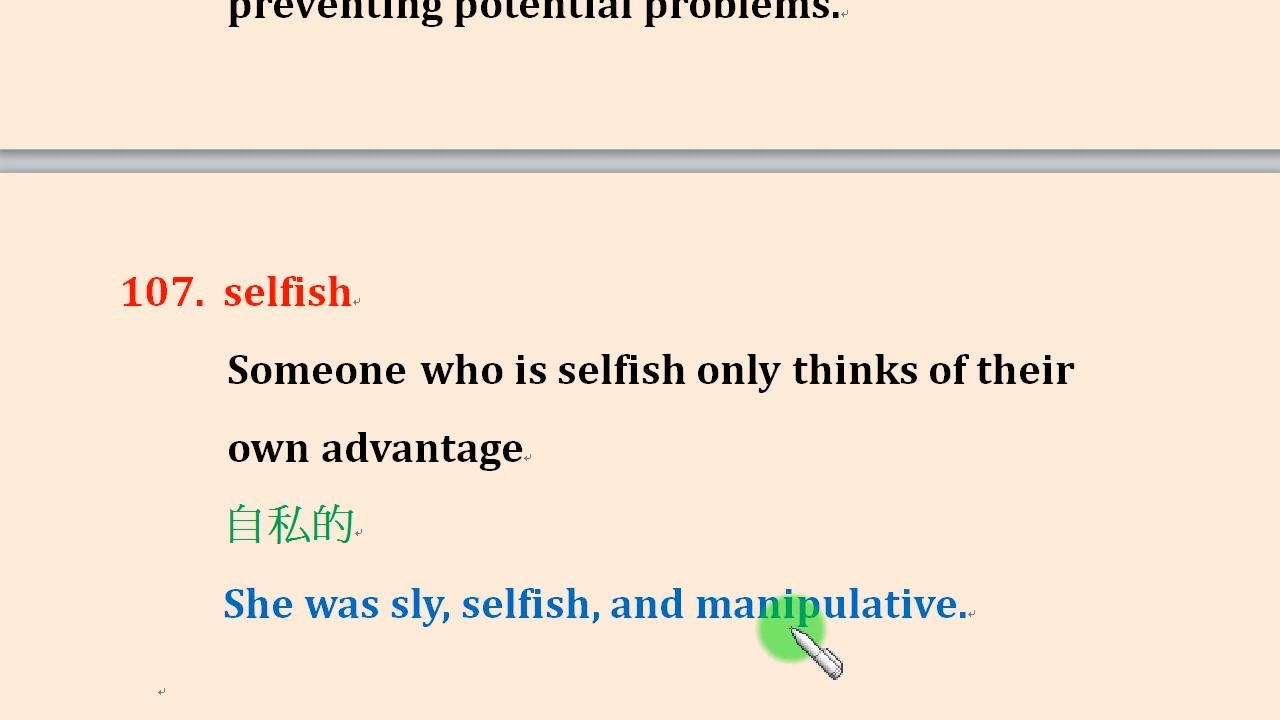 preventing potential problems.
107. selfish
Someone who is selfish only thinks of their
own advantage
自私的
She was sly, selfish, and manipulative.